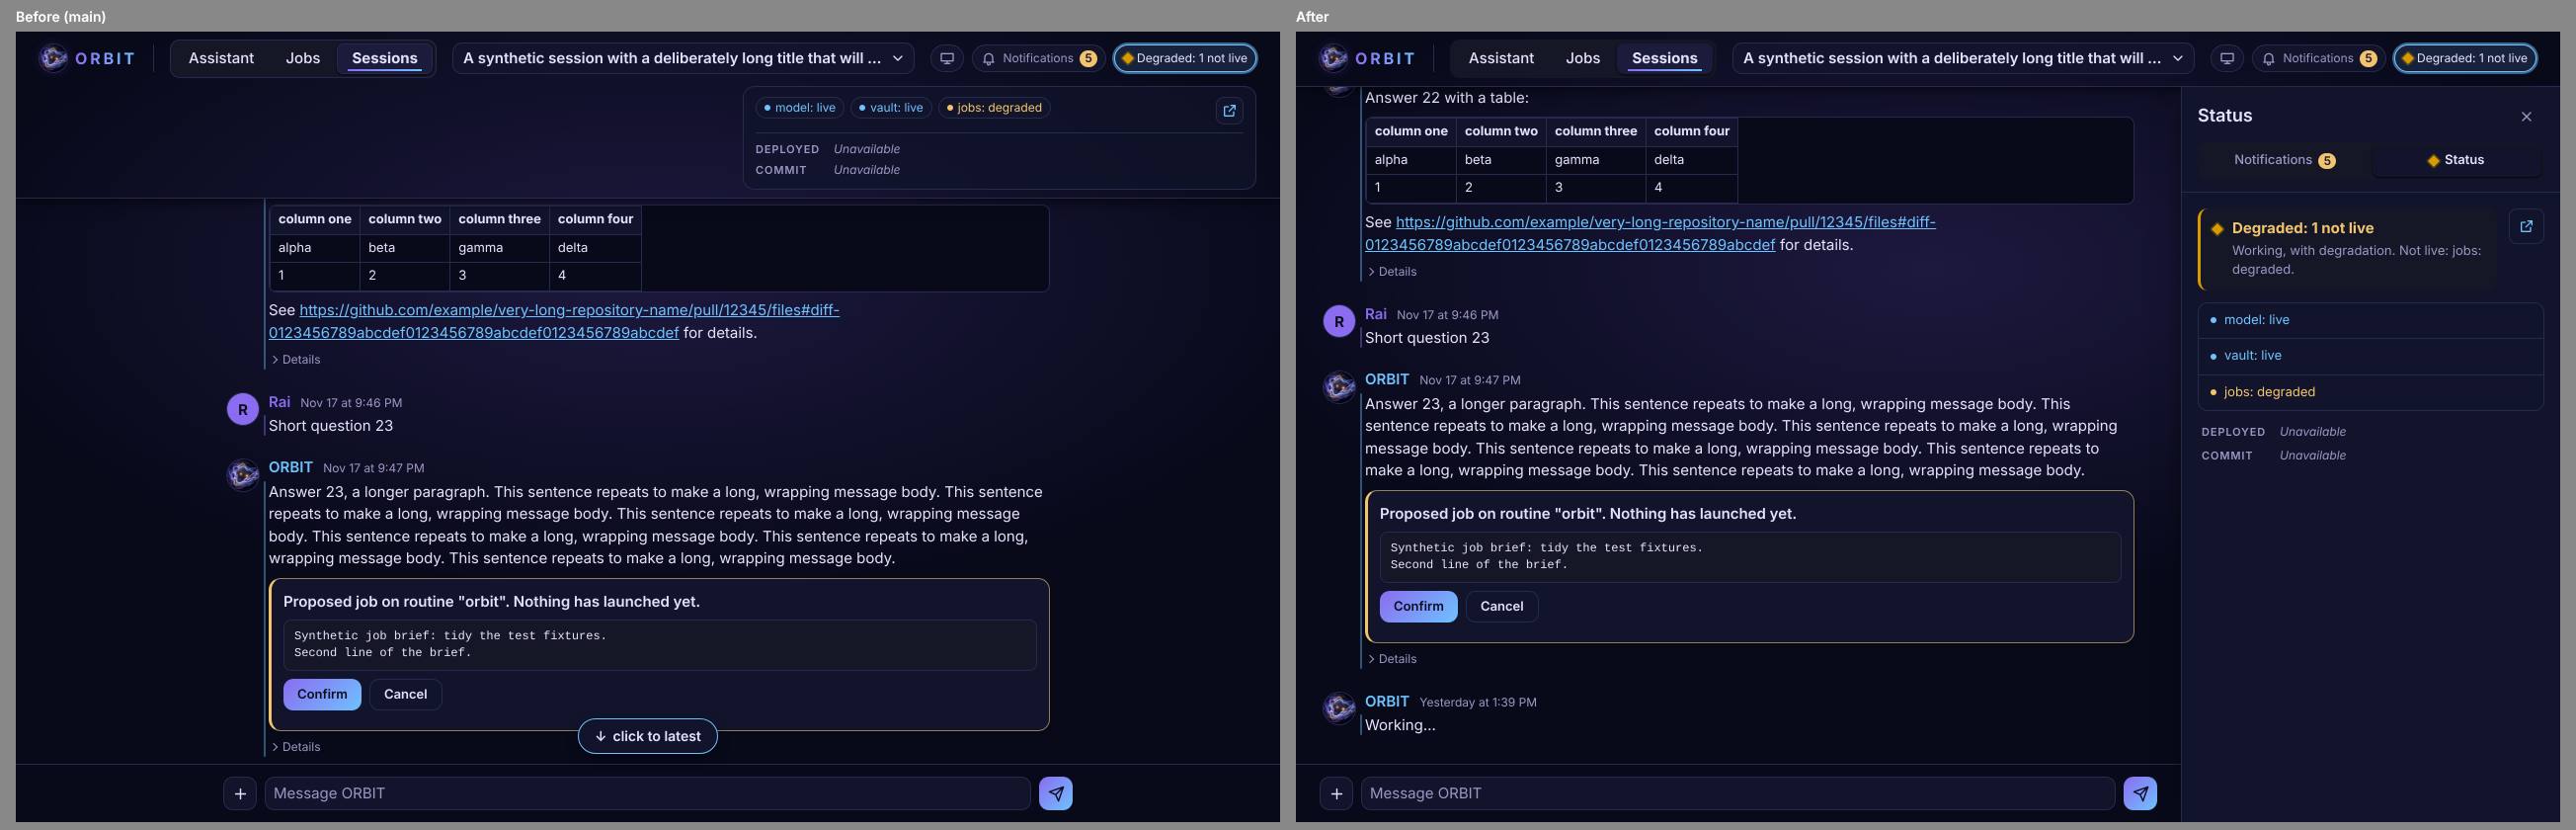 Before (main)
ORBIT
Assistant Jobs Sessions
A synthetic session with a deliberately long title that will ...
Notifications 5
Degraded: 1 not live
model: live vault: live jobs: degraded
DEPLOYED Unavailable
COMMIT Unavailable
column one column two column three column four
alpha beta gamma delta
1 2 3 4
See https://github.com/example/very-long-repository-name/pull/12345/files#diff-
0123456789abcdef0123456789abcdef0123456789abcdef for details.
Details
R
Rai Nov 17 at 9:46 PM
Short question 23
ORBIT Nov 17 at 9:47 PM
Answer 23, a longer paragraph. This sentence repeats to make a long, wrapping message body. This sentence
repeats to make a long, wrapping message body. This sentence repeats to make a long, wrapping message
body. This sentence repeats to make a long, wrapping message body. This sentence repeats to make a long,
wrapping message body. This sentence repeats to make a long, wrapping message body.
Proposed job on routine "orbit". Nothing has launched yet.
Synthetic job brief: tidy the test fixtures.
Second line of the brief.
Confirm Cancel
click to latest
Details
Message ORBIT
After
ORBIT
Assistant Jobs Sessions
A synthetic session with a deliberately long title that will ...
Notifications 5
Degraded: 1 not live
Answer 22 with a table:
column one column two column three column four
alpha beta gamma delta
1 2 3 4
See https://github.com/example/very-long-repository-name/pull/12345/files#diff-
0123456789abcdef0123456789abcdef0123456789abcdef for details.
Details
R
Rai Nov 17 at 9:46 PM
Short question 23
ORBIT Nov 17 at 9:47 PM
Answer 23, a longer paragraph. This sentence repeats to make a long, wrapping message body. This
sentence repeats to make a long, wrapping message body. This sentence repeats to make a long, wrapping
message body. This sentence repeats to make a long, wrapping message body. This sentence repeats to
make a long, wrapping message body. This sentence repeats to make a long, wrapping message body.
Proposed job on routine "orbit". Nothing has launched yet.
Synthetic job brief: tidy the test fixtures.
Second line of the brief.
Confirm Cancel
Details
ORBIT Yesterday at 1:39 PM
Working...
Message ORBIT
Status
Notifications 5 Status
Degraded: 1 not live
Working, with degradation. Not live: jobs:
degraded.
model: live
vault: live
jobs: degraded
DEPLOYED Unavailable
COMMIT Unavailable